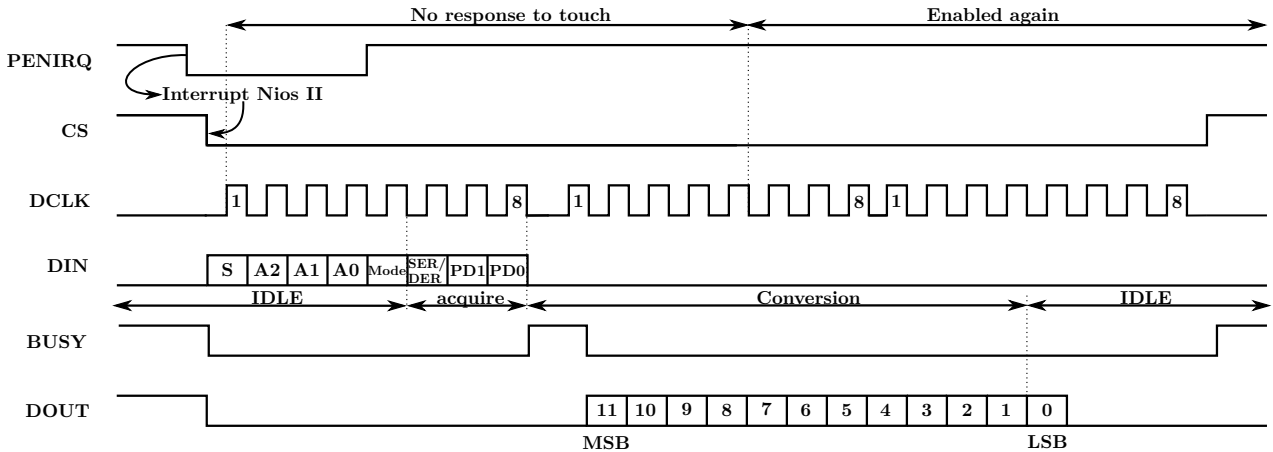 No response to touch Enabled again
PENIRQ
Interrupt Nios II
CS
DCLK 1 8 1 8 1 8
DIN S A2 A1 A0 Mode SER/ DER PD1 PD0
IDLE acquire Conversion IDLE
BUSY
DOUT 11 10 9 8 7 6 5 4 3 2 1 0
MSB LSB